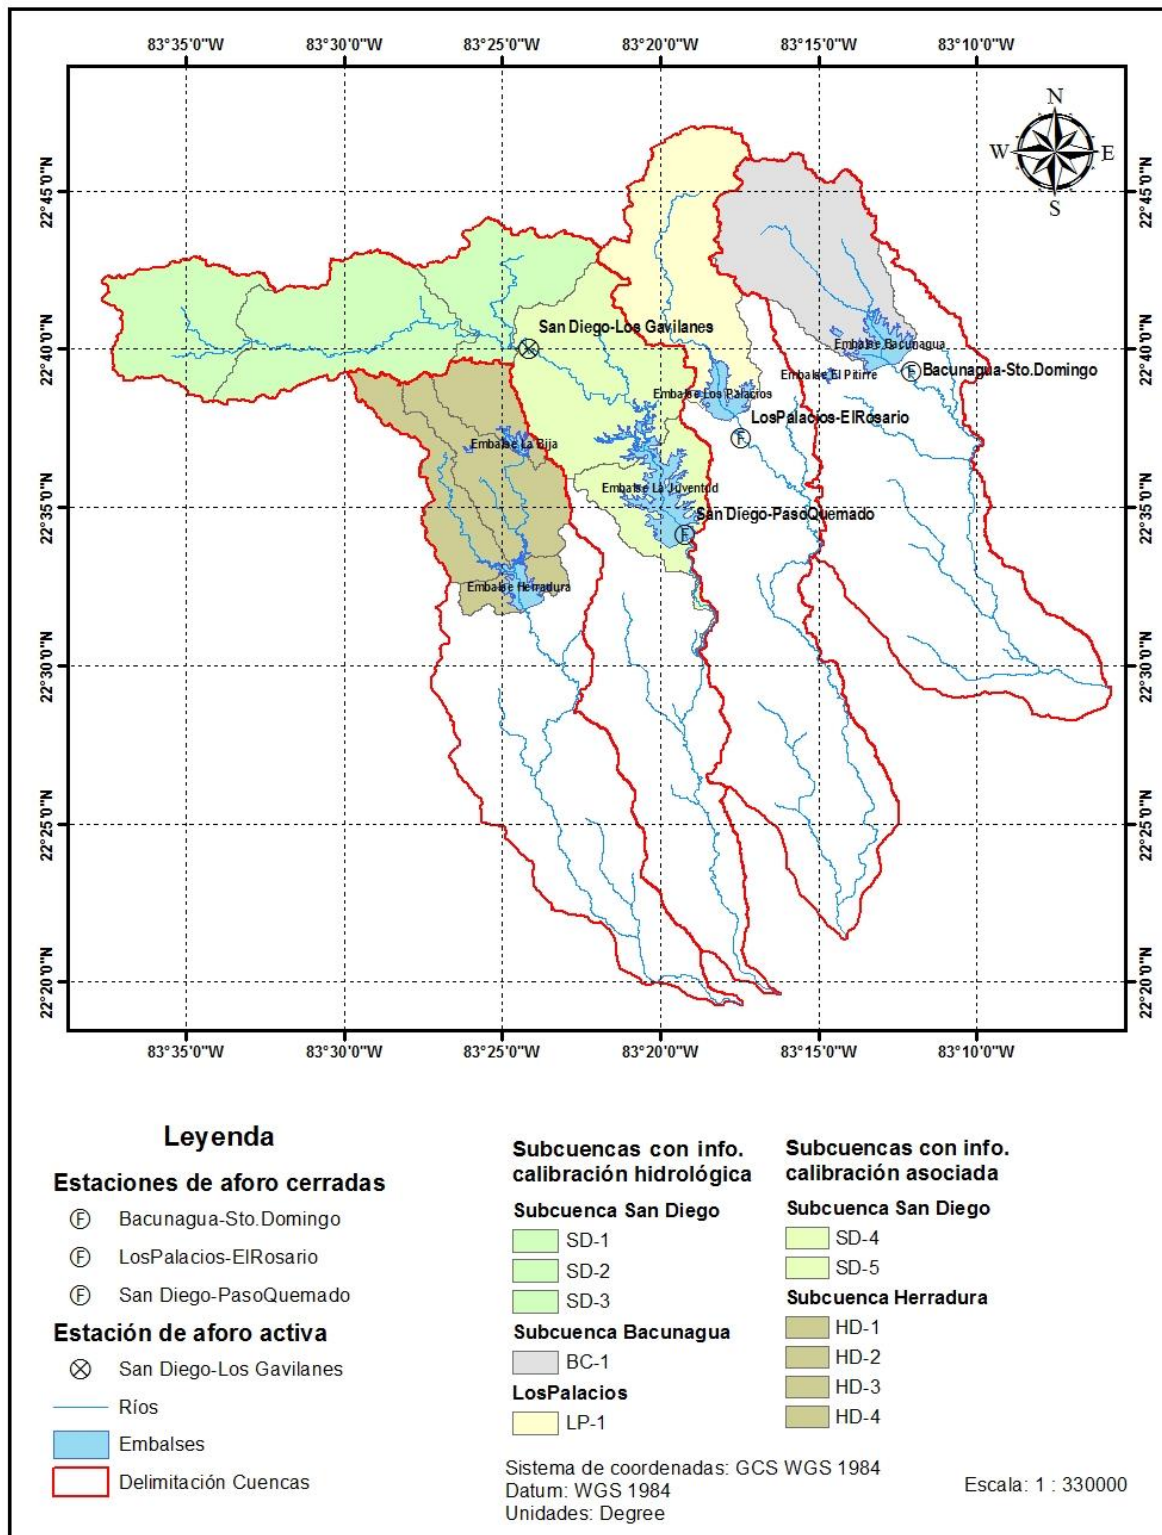 83°35'0"W 83°30'0"W 83°25'0"W 83°20'0"W 83°15'0"W 83°10'0"W
N
W E
S
22°45'0"N 22°45'0"N
San Diego-Los Gavilanes
22°40'0"N 22°40'0"N
Embalse Bacunagua
Bacunagua-Sto.Domingo
Embalse El Pitirre
Embalse Los Palacios
LosPalacios-ElRosario
Embalse La Bija
Embalse La Juventud
22°35'0"N 22°35'0"N
San Diego-PasoQuemado
Embalse Herradura
22°30'0"N 22°30'0"N
22°25'0"N 22°25'0"N
22°20'0"N 22°20'0"N
83°35'0"W 83°30'0"W 83°25'0"W 83°20'0"W 83°15'0"W 83°10'0"W
Leyenda
Estaciones de aforo cerradas
F Bacunagua-Sto.Domingo
F LosPalacios-ElRosario
F San Diego-PasoQuemado
Estación de aforo activa
San Diego-Los Gavilanes
Ríos
Embalses
Delimitación Cuencas
Subcuencas con info.
calibración hidrológica
Subcuenca San Diego
SD-1
SD-2
SD-3
Subcuenca Bacunagua
BC-1
LosPalacios
LP-1
Subcuencas con info.
calibración asociada
Subcuenca San Diego
SD-4
SD-5
Subcuenca Herradura
HD-1
HD-2
HD-3
HD-4
Sistema de coordenadas: GCS WGS 1984
Datum: WGS 1984
Unidades: Degree
Escala: 1 : 330000